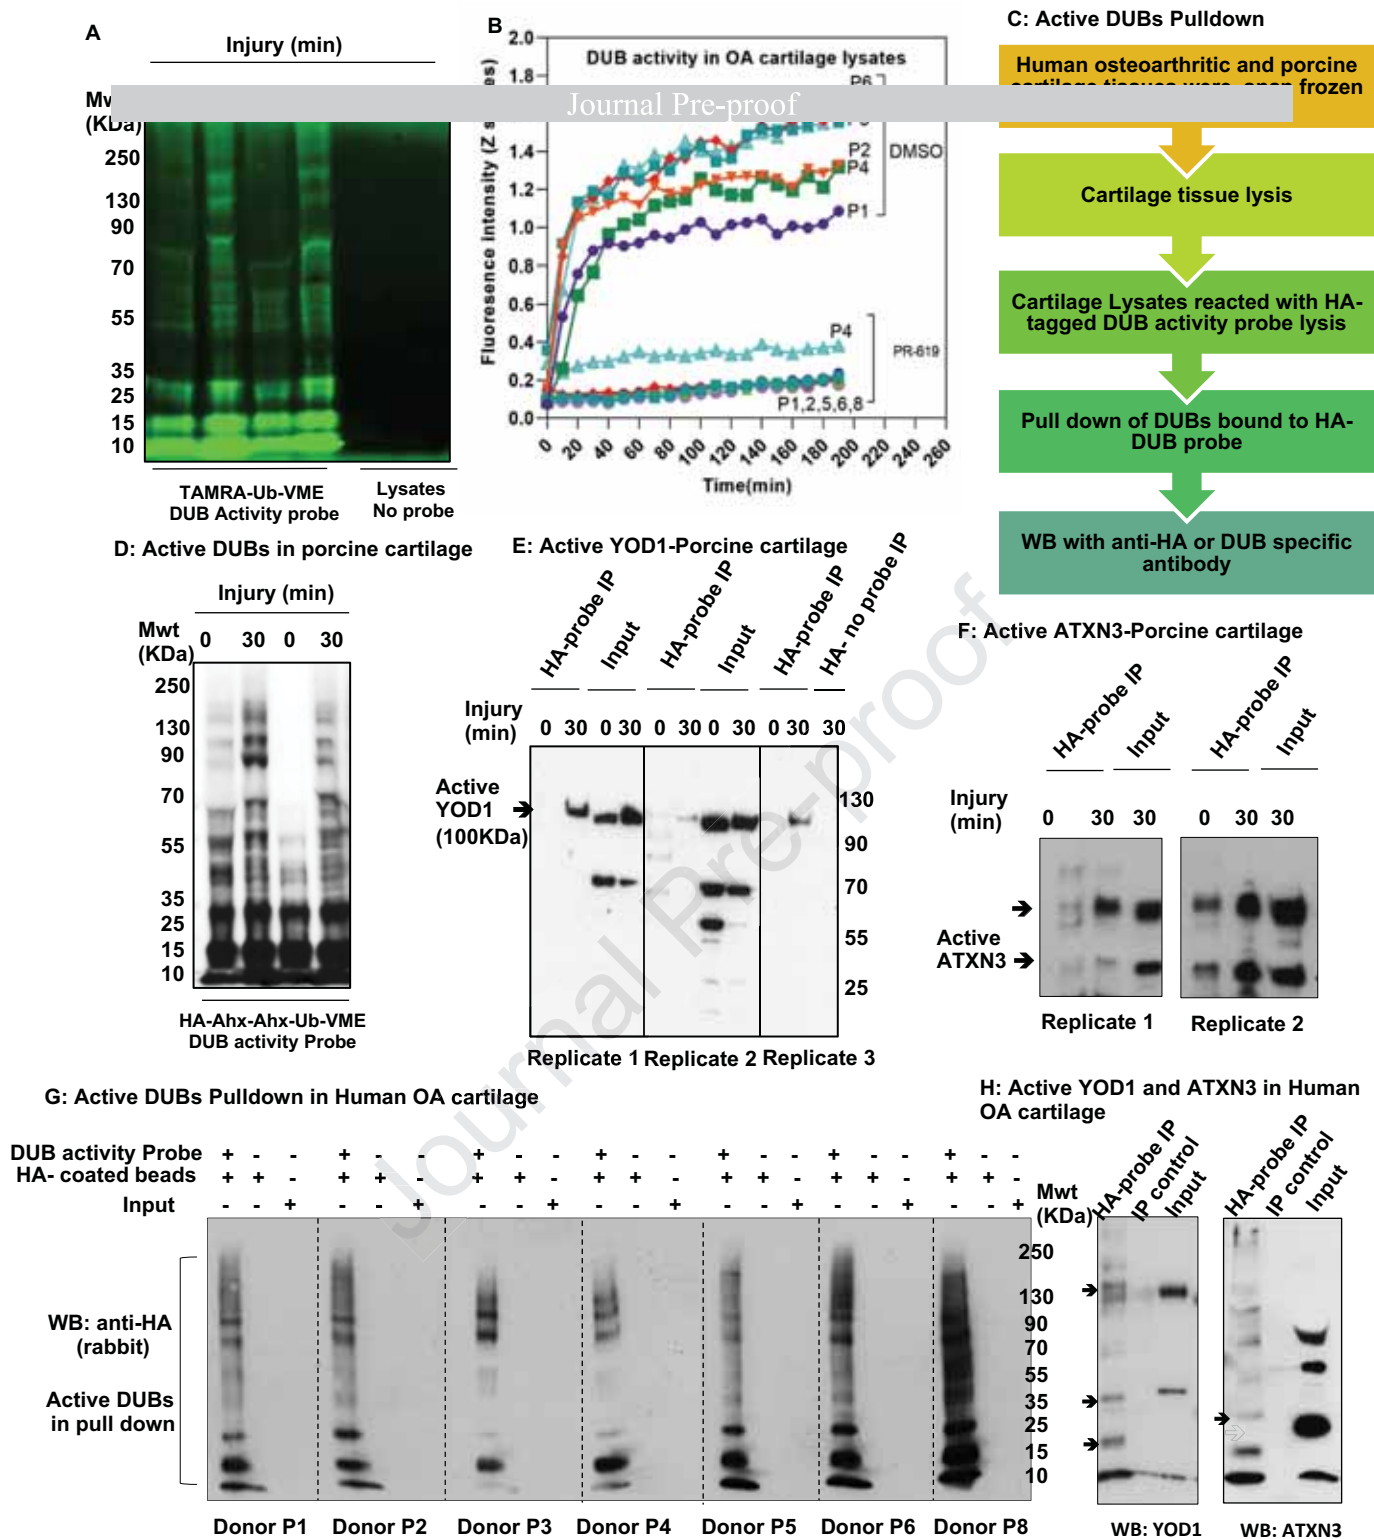 A
Injury (min)
Mwt
(KDa)
250
130
90
70
55
35
25
15
10
TAMRA-Ub-VME
DUB Activity probe
Lysates
No probe
Journal Pre-proof
B
DUB activity in OA cartilage lysates
2.0
1.8
1.4
1.2
1.0
0.8
0.6
0.4
0.2
0.0
Fluoresence intensity (Z
P6
P2
P4
P1
DMSO
P4
PR-619
P1,2,5,6,8
0 20 40 60 80 100 120 140 160 180 200 220 240 260
Time(min)
C: Active DUBs Pulldown
Human osteoarthritic and porcine
frozen
Cartilage tissue lysis
Cartilage Lysates reacted with HA-
tagged DUB activity probe lysis
Pull down of DUBs bound to HA-
DUB probe
WB with anti-HA or DUB specific
antibody
D: Active DUBs in porcine cartilage
Injury (min)
Mwt
(KDa)
0 30 0 30
250
130
90
70
55
35
25
15
10
HA-Ahx-Ahx-Ub-VME
DUB activity Probe
E: Active YOD1-Porcine cartilage
HA-probe IP
Input
HA-probe IP
Input
HA-probe IP
HA- no probe IP
Injury
(min)
0 30 0 30 0 30 0 30 0 30 30
Active
YOD1
(100KDa)
130
90
70
55
25
Replicate 1 Replicate 2 Replicate 3
F: Active ATXN3-Porcine cartilage
HA-probe IP
Input
HA-probe IP
Input
Injury
(min)
0 30 30 0 30 30
Active
ATXN3
Replicate 1 Replicate 2
G: Active DUBs Pulldown in Human OA cartilage
DUB activity Probe + - - + - - + - - + - - + - - + - - + - -
HA- coated beads + + - + + - + + - + + - + + - + + - + + -
Input - - + - - + - - + - - + - - + - - + - - +
WB: anti-HA
(rabbit)
Active DUBs
in pull down
Donor P1 Donor P2 Donor P3 Donor P4 Donor P5 Donor P6 Donor P8
H: Active YOD1 and ATXN3 in Human
OA cartilage
HA-probe IP
IP control
Input
HA-probe IP
IP control
Input
Mwt
(KDa)
250
130
90
70
55
35
25
15
10
WB: YOD1 WB: ATXN3
Journal Pre-proof